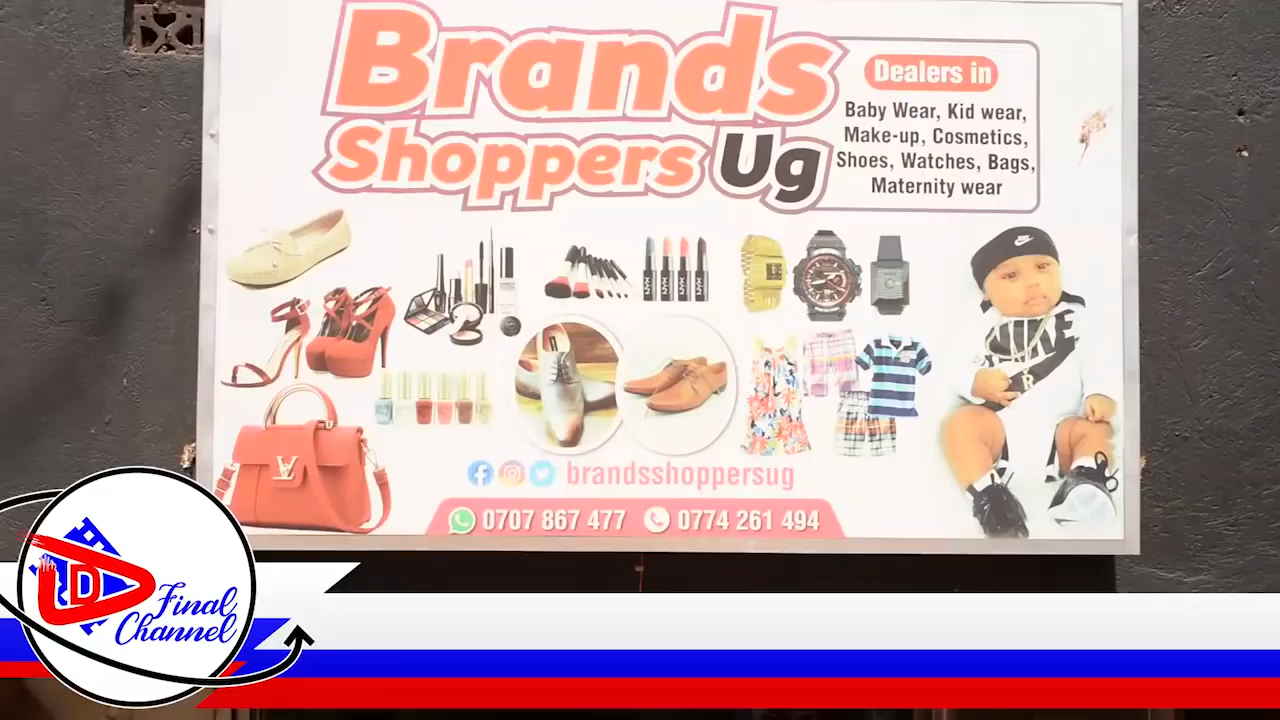 Brands
Shoppers Ug
Dealers in
Baby Wear, Kid wear,
Make-up, Cosmetics,
Shoes, Watches, Bags,
Maternity wear
brandsshoppersug
0707 867 477 0774 261 494
D
Final
Channel